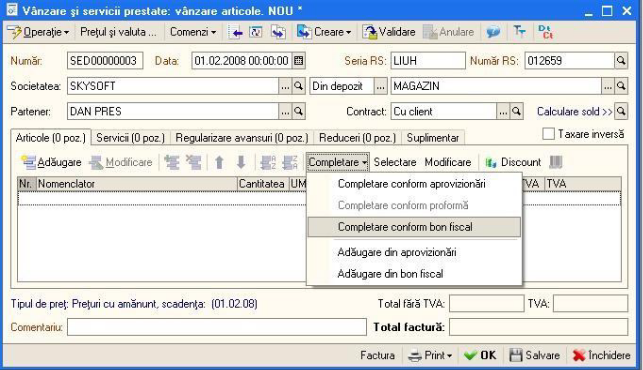 Vânzare şi servicii prestate: vânzare articole. NOU *
Operaţie Preţul şi valuta ... Comenzi Creare Validare Anulare
Număr: SED00000003 Data: 01.02.2008 00:00:00 Seria RS: LIUH Număr RS: 012659
Societatea: SKYSOFT ... Din depozit ... MAGAZIN
Partener: DAN PRES ... Contract: Cu client ... Calculare sold >>
Articole (0 poz.) Servicii (0 poz.) Regularizare avansuri (0 poz.) Reduceri (0 poz.) Suplimentar Taxare inversă
Adăugare Modificare Completare Selectare Modificare Discount
Nr. Nomenclator Cantitatea UM TVA
Completare conform aprovizionări
Completare conform proformă
Completare conform bon fiscal
Adăugare din aprovizionări
Adăugare din bon fiscal
Tipul de preţ: Preţuri cu amănunt, scadenţa: (01.02.08) Total fără TVA: TVA:
Comentariu: Total factură:
Factura Print OK Salvare Închidere